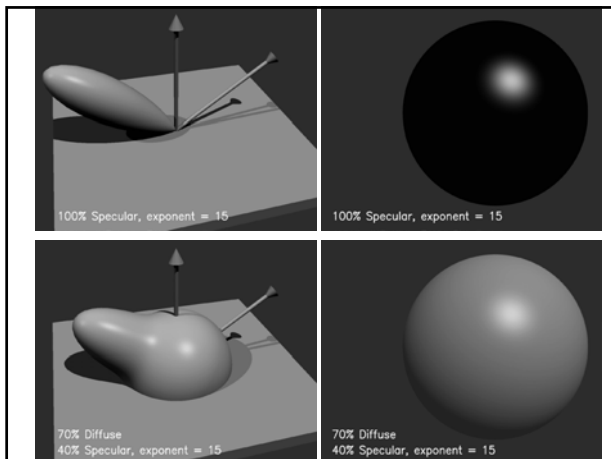 100% Specular, exponent = 15
100% Specular, exponent = 15
70% Diffuse
40% Specular, exponent = 15
70% Diffuse
40% Specular, exponent = 15